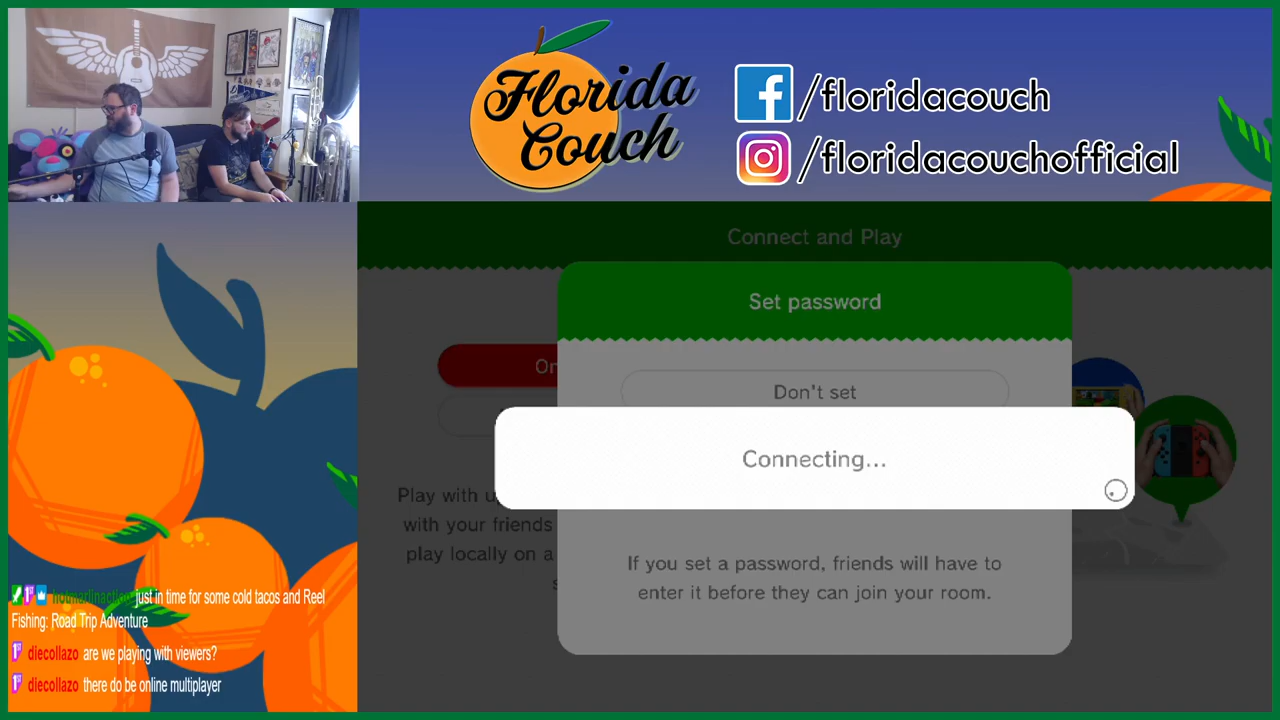 Florida
Couch
/floridacouch
/floridacouchofficial
Connect and Play
Set password
On
Don't set
Connecting...
Play with u
with your friends
play locally on a
If you set a password, friends will have to
enter it before they can join your room.
hotmerlinaction just in time for some cold tacos and Reel
Fishing: Road Trip Adventure
diecollazo are we playing with viewers?
diecollazo there do be online multiplayer